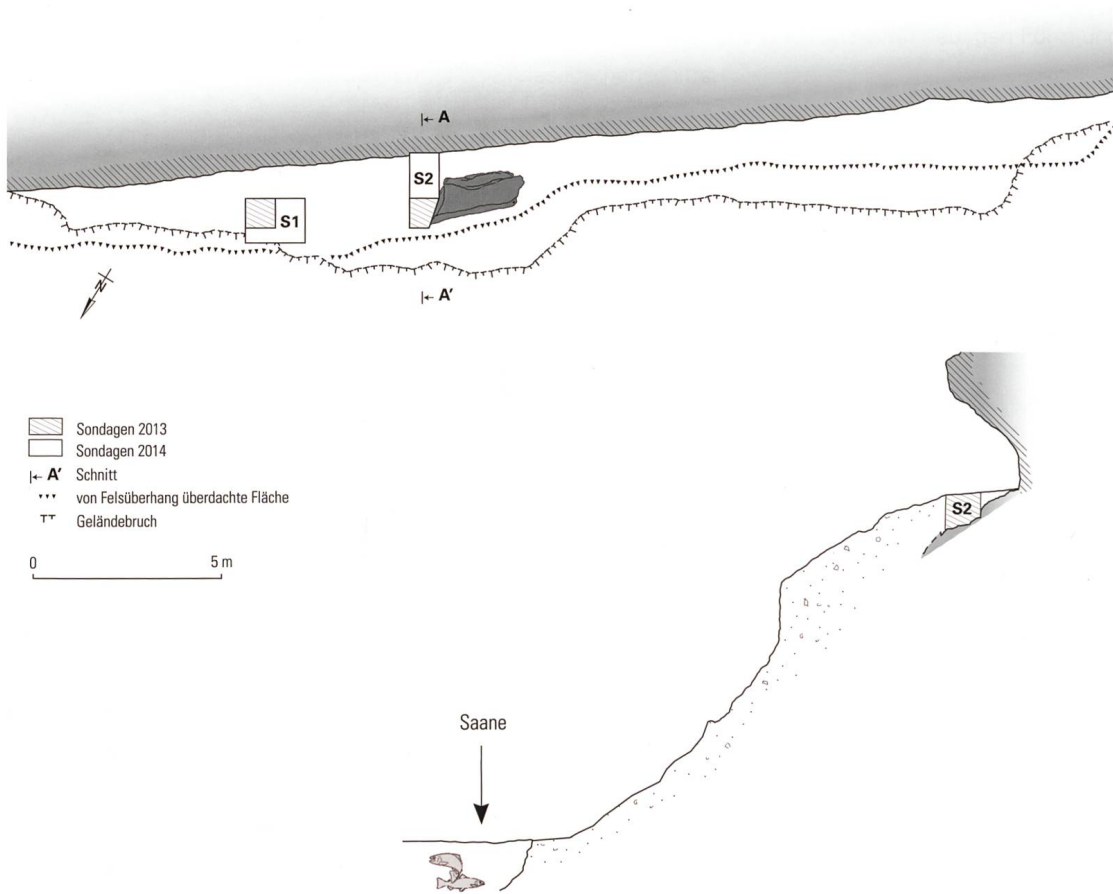 A
S2
S1
A'
N
Sondagen 2013
Sondagen 2014
A' Schnitt
von Felsüberhang überdachte Fläche
Geländebruch
0 5 m
S2
Saane